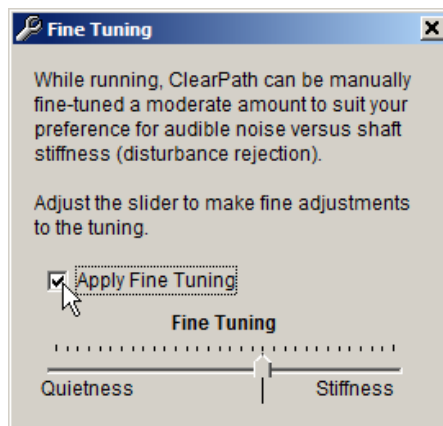 Fine Tuning
While running, ClearPath can be manually
fine-tuned a moderate amount to suit your
preference for audible noise versus shaft
stiffness (disturbance rejection).
Adjust the slider to make fine adjustments
to the tuning.
Apply Fine Tuning
Fine Tuning
Quietness Stiffness